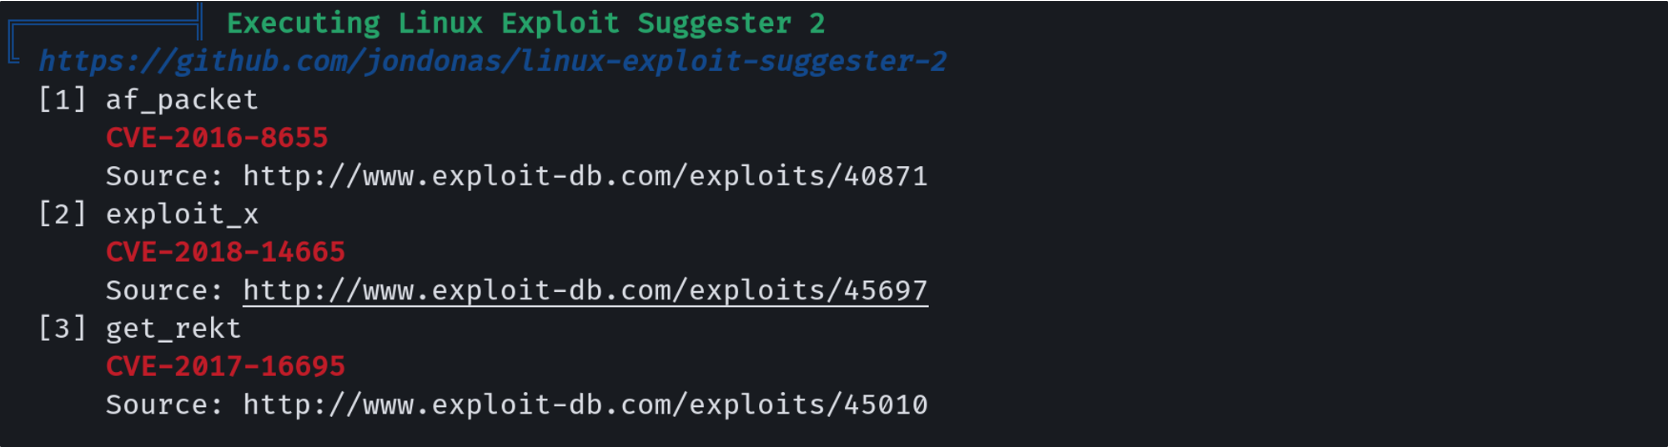 Executing Linux Exploit Suggester 2
https://github.com/jondonas/linux-exploit-suggester-2
[1] af_packet
CVE-2016-8655
Source: http://www.exploit-db.com/exploits/40871
[2] exploit_x
CVE-2018-14665
Source: http://www.exploit-db.com/exploits/45697
[3] get_rekt
CVE-2017-16695
Source: http://www.exploit-db.com/exploits/45010